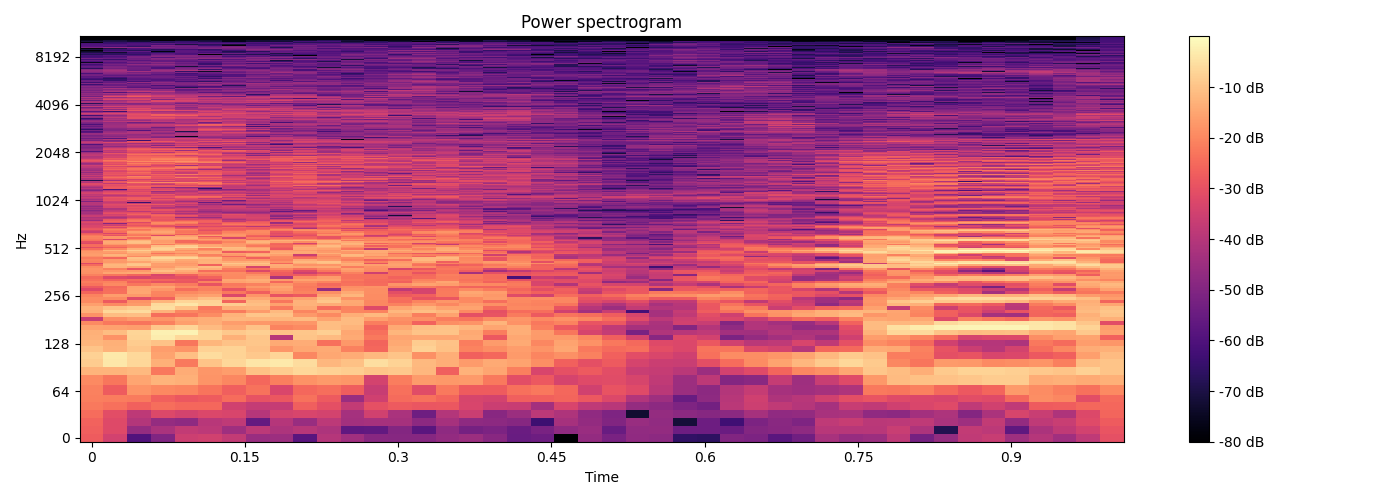 Power spectrogram
8192
4096
2048
1024
512
256
128
64
0
Hz
0 0.15 0.3 0.45 0.6 0.75 0.9
Time
-10 dB
-20 dB
-30 dB
-40 dB
-50 dB
-60 dB
-70 dB
-80 dB